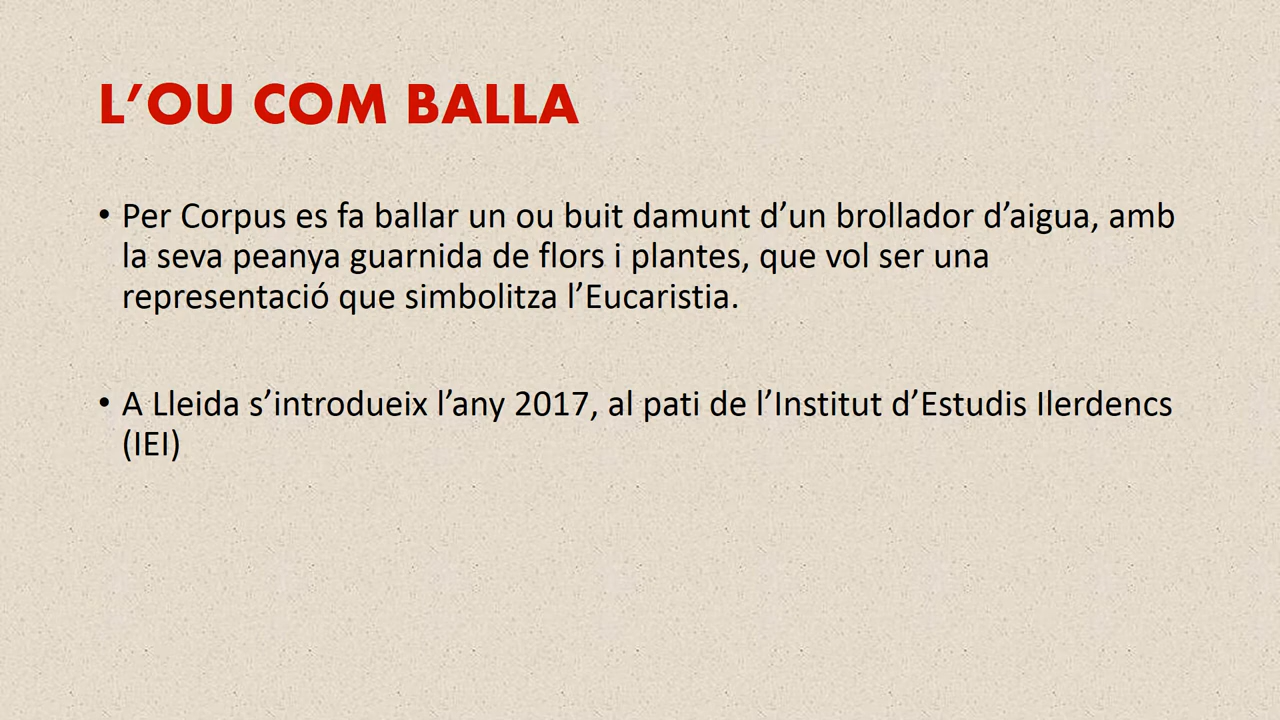 L’OU COM BALLA
• Per Corpus es fa ballar un ou buit damunt d’un brollador d’aigua, amb
la seva peanya guarnida de flors i plantes, que vol ser una
representació que simbolitza l’Eucaristia.
• A Lleida s’introdueix l’any 2017, al pati de l’Institut d’Estudis Ilerdencs
(IEI)